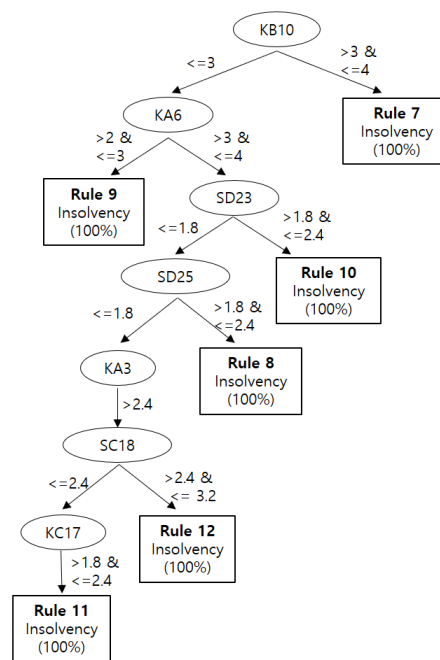 KB10
<=3
>3 &
<=4
KA6
Rule 7
Insolvency
(100%)
>2 &
<=3
>3 &
<=4
Rule 9
Insolvency
(100%)
SD23
<=1.8
>1.8 &
<=2.4
SD25
Rule 10
Insolvency
(100%)
<=1.8
>1.8 &
<=2.4
KA3
Rule 8
Insolvency
(100%)
>2.4
SC18
<=2.4
>2.4 &
<= 3.2
KC17
Rule 12
Insolvency
(100%)
>1.8 &
<=2.4
Rule 11
Insolvency
(100%)